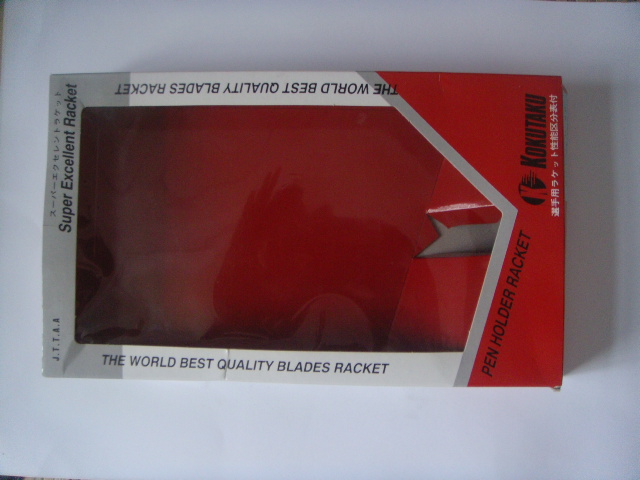 スーパーエクセレントラケット
Super Excellent Racket
J.T.T.A.A
THE WORLD BEST QUALITY BLADES RACKET
THE WORLD BEST QUALITY BLADES RACKET
KOKUTAKU
選手用ラケット性能区分表付
PEN HOLDER RACKET